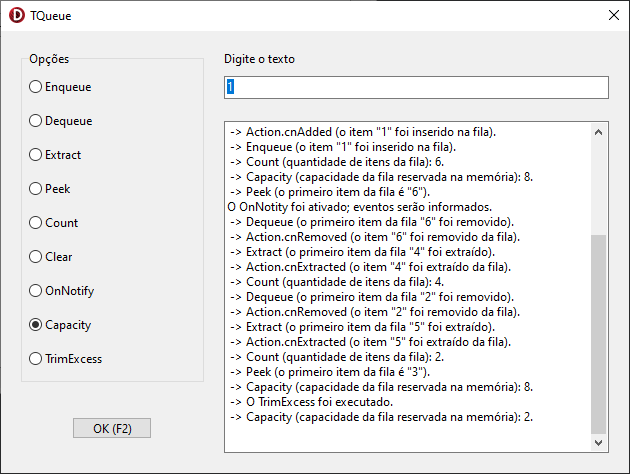 TQueue
Opções
Enqueue
Dequeue
Extract
Peek
Count
Clear
OnNotify
Capacity
TrimExcess
OK (F2)
Digite o texto
1
-> Action.cnAdded (o item "1" foi inserido na fila).
-> Enqueue (o item "1" foi inserido na fila).
-> Count (quantidade de itens da fila): 6.
-> Capacity (capacidade da fila reservada na memória): 8.
-> Peek (o primeiro item da fila é "6").
O OnNotity foi ativado; eventos serão informados.
-> Dequeue (o primeiro item da fila "6" foi removido).
-> Action.cnRemoved (o item "6" foi removido da fila).
-> Extract (o primeiro item da fila "4" foi extraído).
-> Action.cnExtracted (o item "4" foi extraído da fila).
-> Count (quantidade de itens da fila): 4.
-> Dequeue (o primeiro item da fila "2" foi removido).
-> Action.cnRemoved (o item "2" foi removido da fila).
-> Extract (o primeiro item da fila "5" foi extraído).
-> Action.cnExtracted (o item "5" foi extraído da fila).
-> Count (quantidade de itens da fila): 2.
-> Peek (o primeiro item da fila é "3").
-> Capacity (capacidade da fila reservada na memória): 8.
-> O TrimExcess foi executado.
-> Capacity (capacidade da fila reservada na memória): 2.